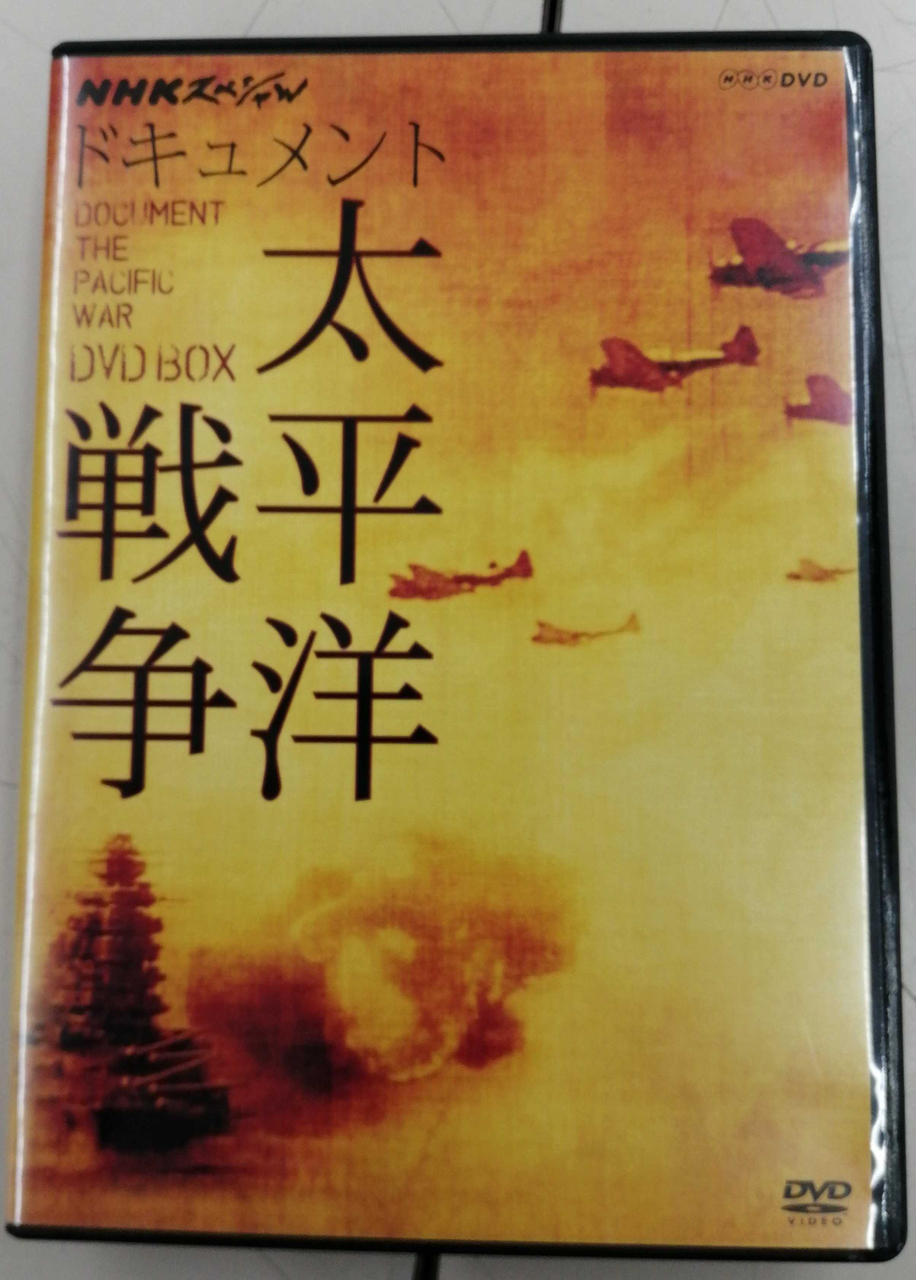 NHKスペシャル
NHK DVD
ドキュメント
太平洋
戦争
DOCUMENT
THE
PACIFIC
WAR
DVD BOX
DVD
VIDEO